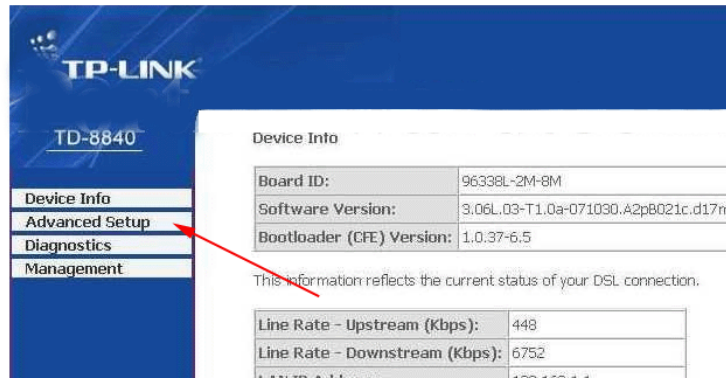 TP-LINK
TD-8840
Device Info
Advanced Setup
Diagnostics
Management
Device Info
Board ID: 96338L-2M-8M
Software Version: 3.06L.03-T1.0a-071030.A2pB021c.d17m
Bootloader (CFE) Version: 1.0.37-6.5
This information reflects the current status of your DSL connection.
Line Rate - Upstream (Kbps): 448
Line Rate - Downstream (Kbps): 6752